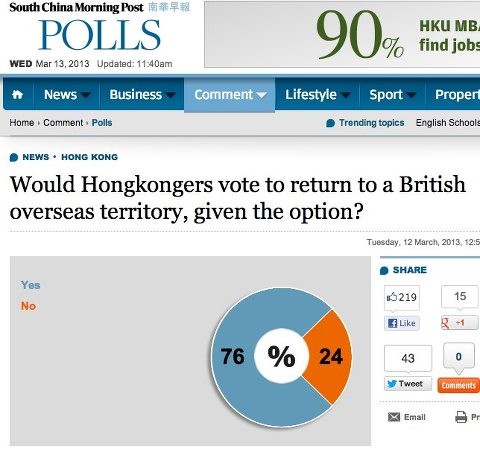 South China Morning Post 南華早報
POLLS
WED Mar 13, 2013 Updated: 11:40am
90% HKU MBA
find jobs
News Business Comment Lifestyle Sport Propert
Home › Comment › Polls Trending topics English Schools
NEWS • HONG KONG
Would Hongkongers vote to return to a British
overseas territory, given the option?
Tuesday, 12 March, 2013, 12:5
SHARE
Yes
No
76 % 24
219 15
Like +1
43 0
Tweet Comments
Email Pr